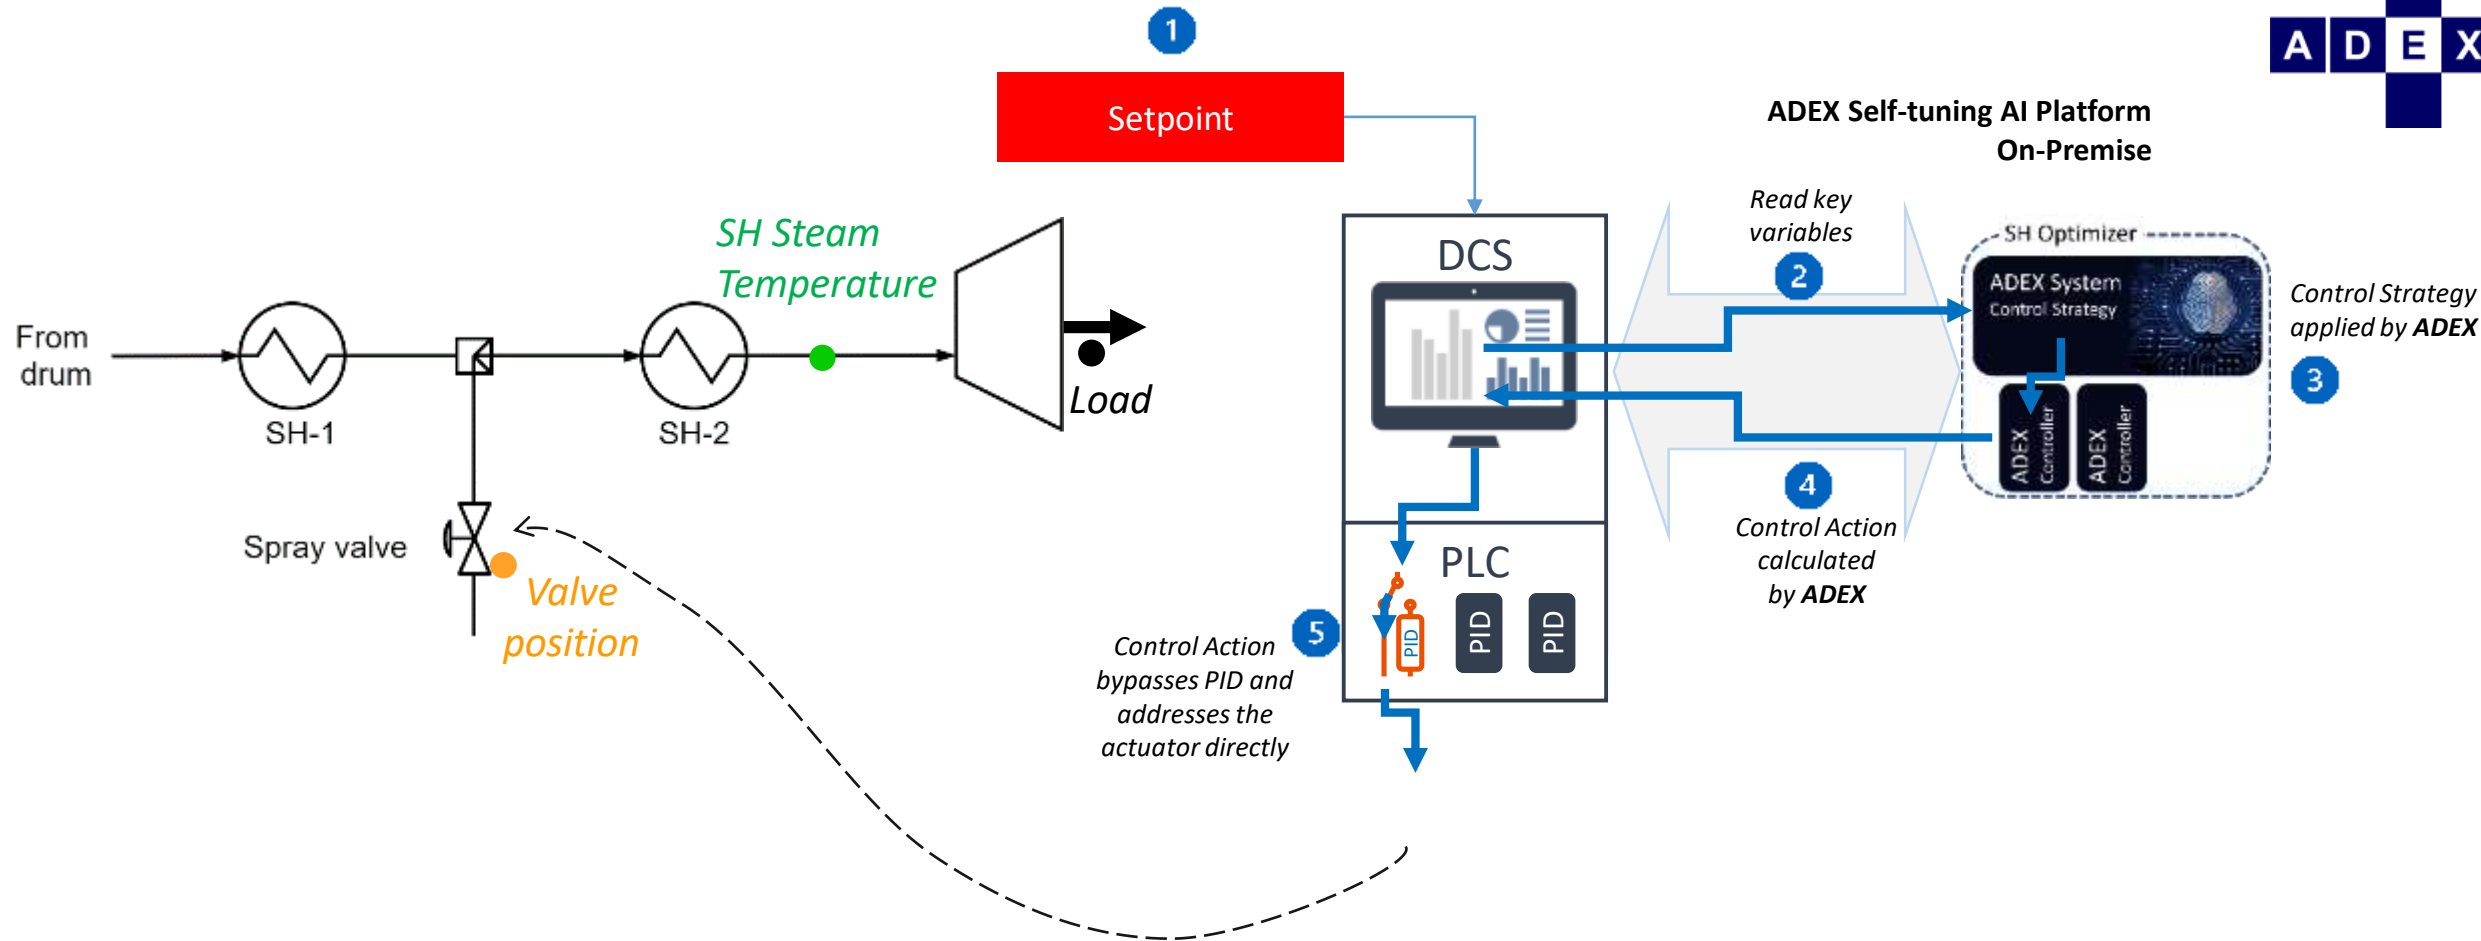 1
ADEX
Setpoint
ADEX Self-tuning AI Platform
On-Premise
Read key
variables
2
SH Steam
Temperature
DCS
SH Optimizer
ADEX System
Control Strategy
Control Strategy
applied by ADEX
3
From
drum
SH-1
SH-2
Load
ADEX
Controller
ADEX
Controller
4
Control Action
calculated
by ADEX
Spray valve
Valve
position
PLC
PID
PID
PID
5
Control Action
bypasses PID and
addresses the
actuator directly